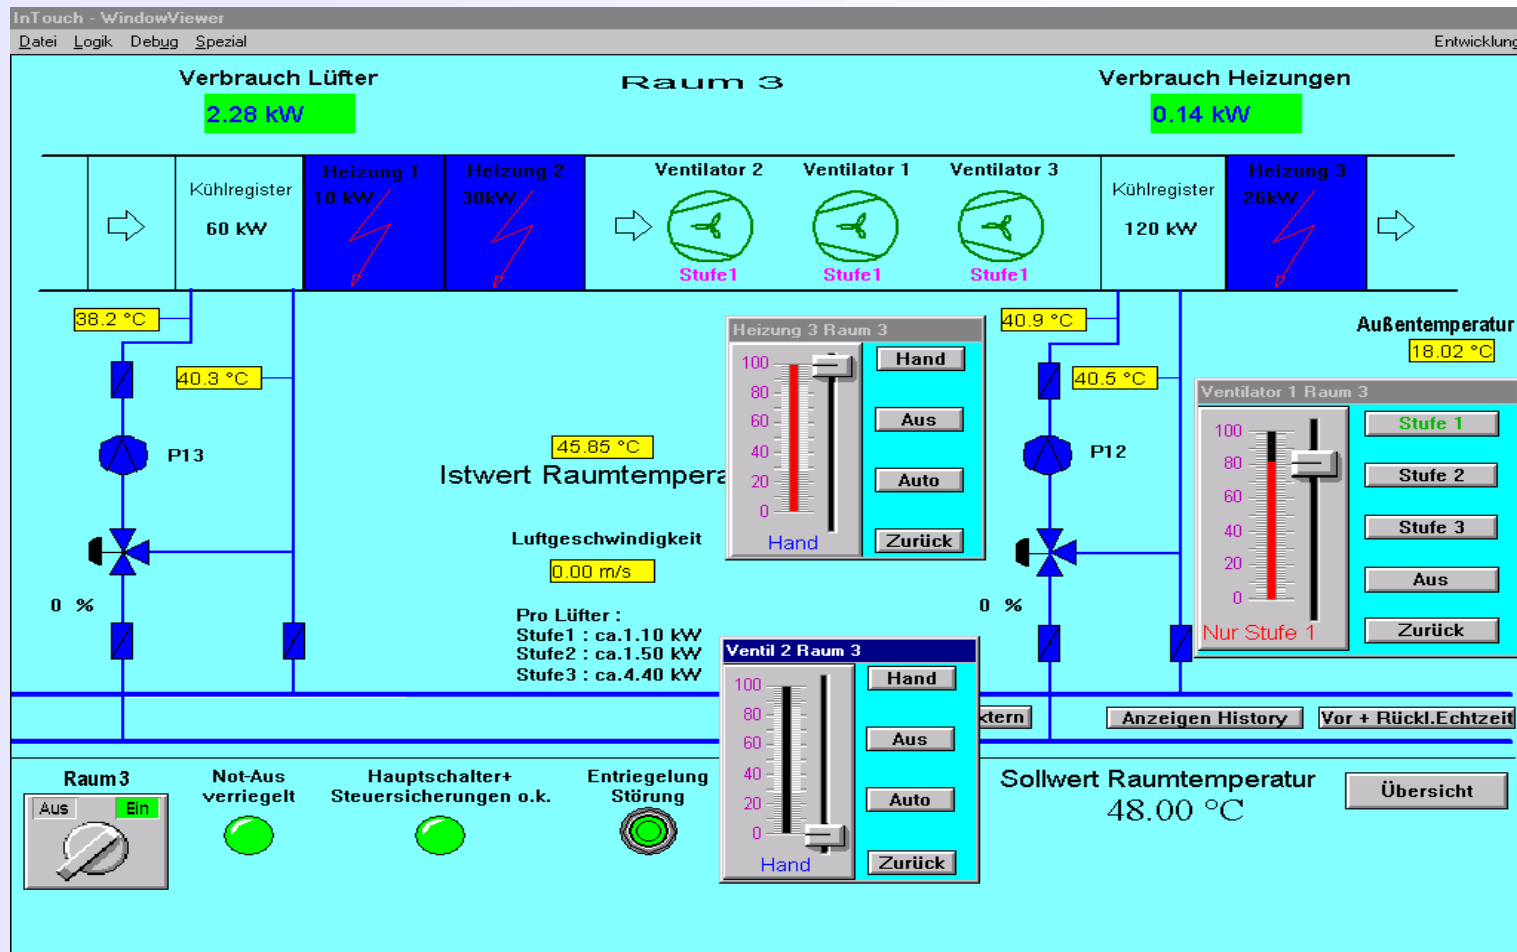 InTouch - WindowViewer
Datei Logik Debug Spezial Entwicklung
Verbrauch Lüfter Raum 3 Verbrauch Heizungen
2.28 kW 0.14 kW
Kühlregister
60 kW
Heizung 1
10 kW
Heizung 2
30kW
Ventilator 2 Ventilator 1 Ventilator 3
Stufe1 Stufe1 Stufe1
Kühlregister
120 kW
Heizung 3
26kW
38.2 °C
40.3 °C
P13
0 %
45.85 °C
Istwert Raumtempera
Luftgeschwindigkeit
0.00 m/s
Pro Lüfter :
Stufe1 : ca.1.10 kW
Stufe2 : ca.1.50 kW
Stufe3 : ca.4.40 kW
Heizung 3 Raum 3
100
80
60
40
20
0
Hand
Hand
Aus
Auto
Zurück
40.9 °C
40.5 °C
P12
0 %
Außentemperatur
18.02 °C
Ventilator 1 Raum 3
100
80
60
40
20
0
Nur Stufe 1
Stufe 1
Stufe 2
Stufe 3
Aus
Zurück
Ventil 2 Raum 3
100
80
60
40
20
0
Hand
Hand
Aus
Auto
Zurück
xtern Anzeigen History Vor + Rückl.Echtzeit
Raum3
Aus Ein
Not-Aus
verriegelt
Hauptschalter+
Steuersicherungen o.k.
Entriegelung
Störung
Sollwert Raumtemperatur
48.00 °C
Übersicht